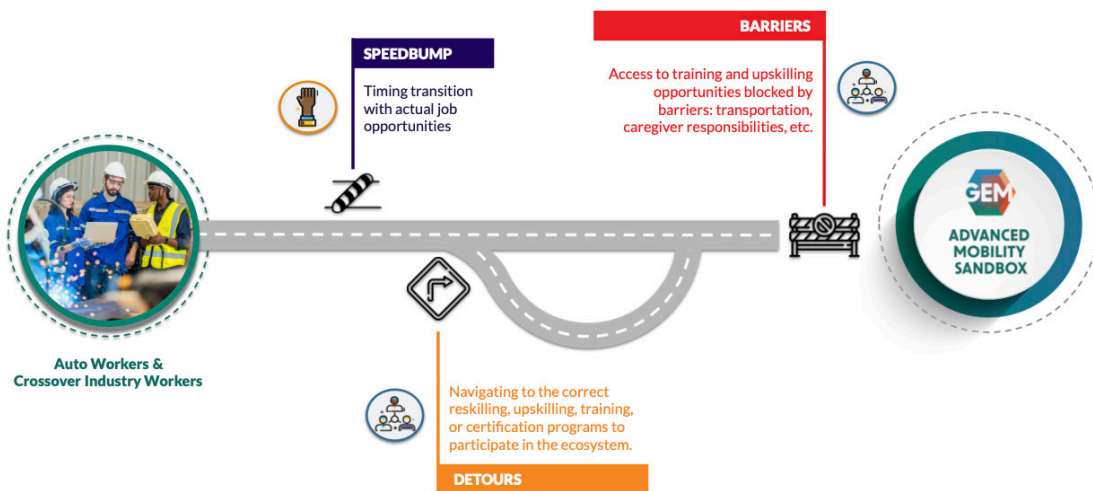 BARRIERS
SPEEDBUMP
Access to training and upskilling
opportunities blocked by
barriers: transportation,
caregiver responsibilities, etc.
Timing transition
with actual job
opportunities
GEM
ADVANCED
MOBILITY
SANDBOX
Auto Workers &
Crossover Industry Workers
Navigating to the correct
reskilling, upskilling, training,
or certification programs to
participate in the ecosystem.
DETOURS